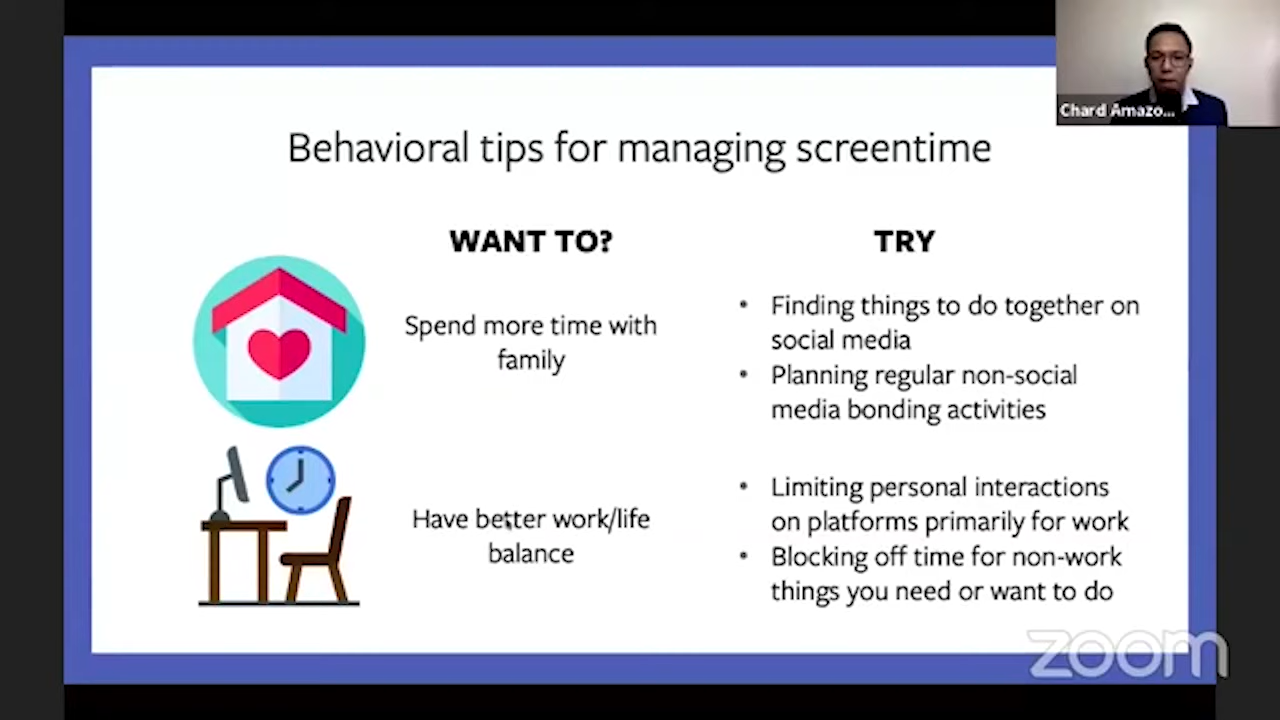 Chard Amazo...
Behavioral tips for managing screentime
WANT TO?
TRY
Spend more time with
family
• Finding things to do together on
social media
• Planning regular non-social
media bonding activities
Have better work/life
balance
• Limiting personal interactions
on platforms primarily for work
• Blocking off time for non-work
things you need or want to do
zoom